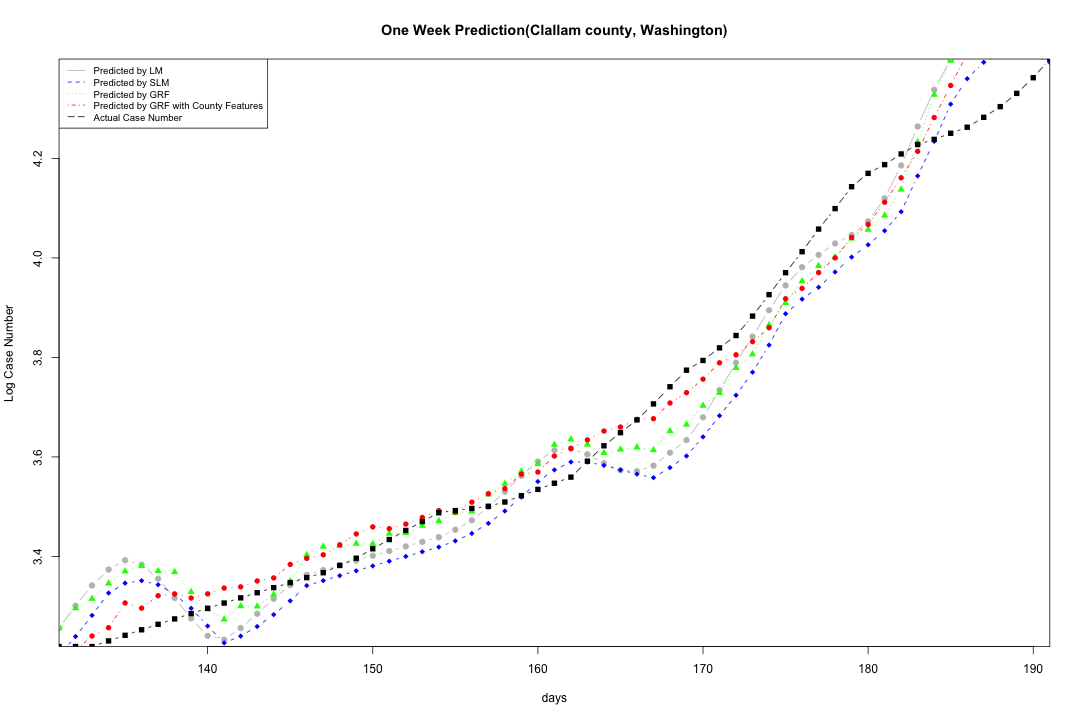 One Week Prediction(Clallam county, Washington)
Predicted by LM
Predicted by SLM
Predicted by GRF
Predicted by GRF with County Features
Actual Case Number
4.2
4.0
3.8
3.6
3.4
Log Case Number
140 150 160 170 180 190
days